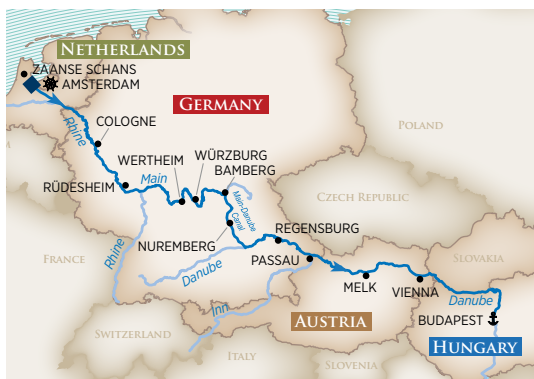 NETHERLANDS
ZAANSE SCHANS
AMSTERDAM
GERMANY
Rhine
COLOGNE
POLAND
WERTHEIM
WÜRZBURG
BAMBERG
Main
RÜDESHEIM
CZECH REPUBLIC
Main-Danube
Canal
NUREMBERG
REGENSBURG
FRANCE
Rhine
Danube
PASSAU
SLOVAKIA
MELK
VIENNA
Danube
Inn
AUSTRIA
BUDAPEST
SWITZERLAND
HUNGARY
ITALY
SLOVENIA